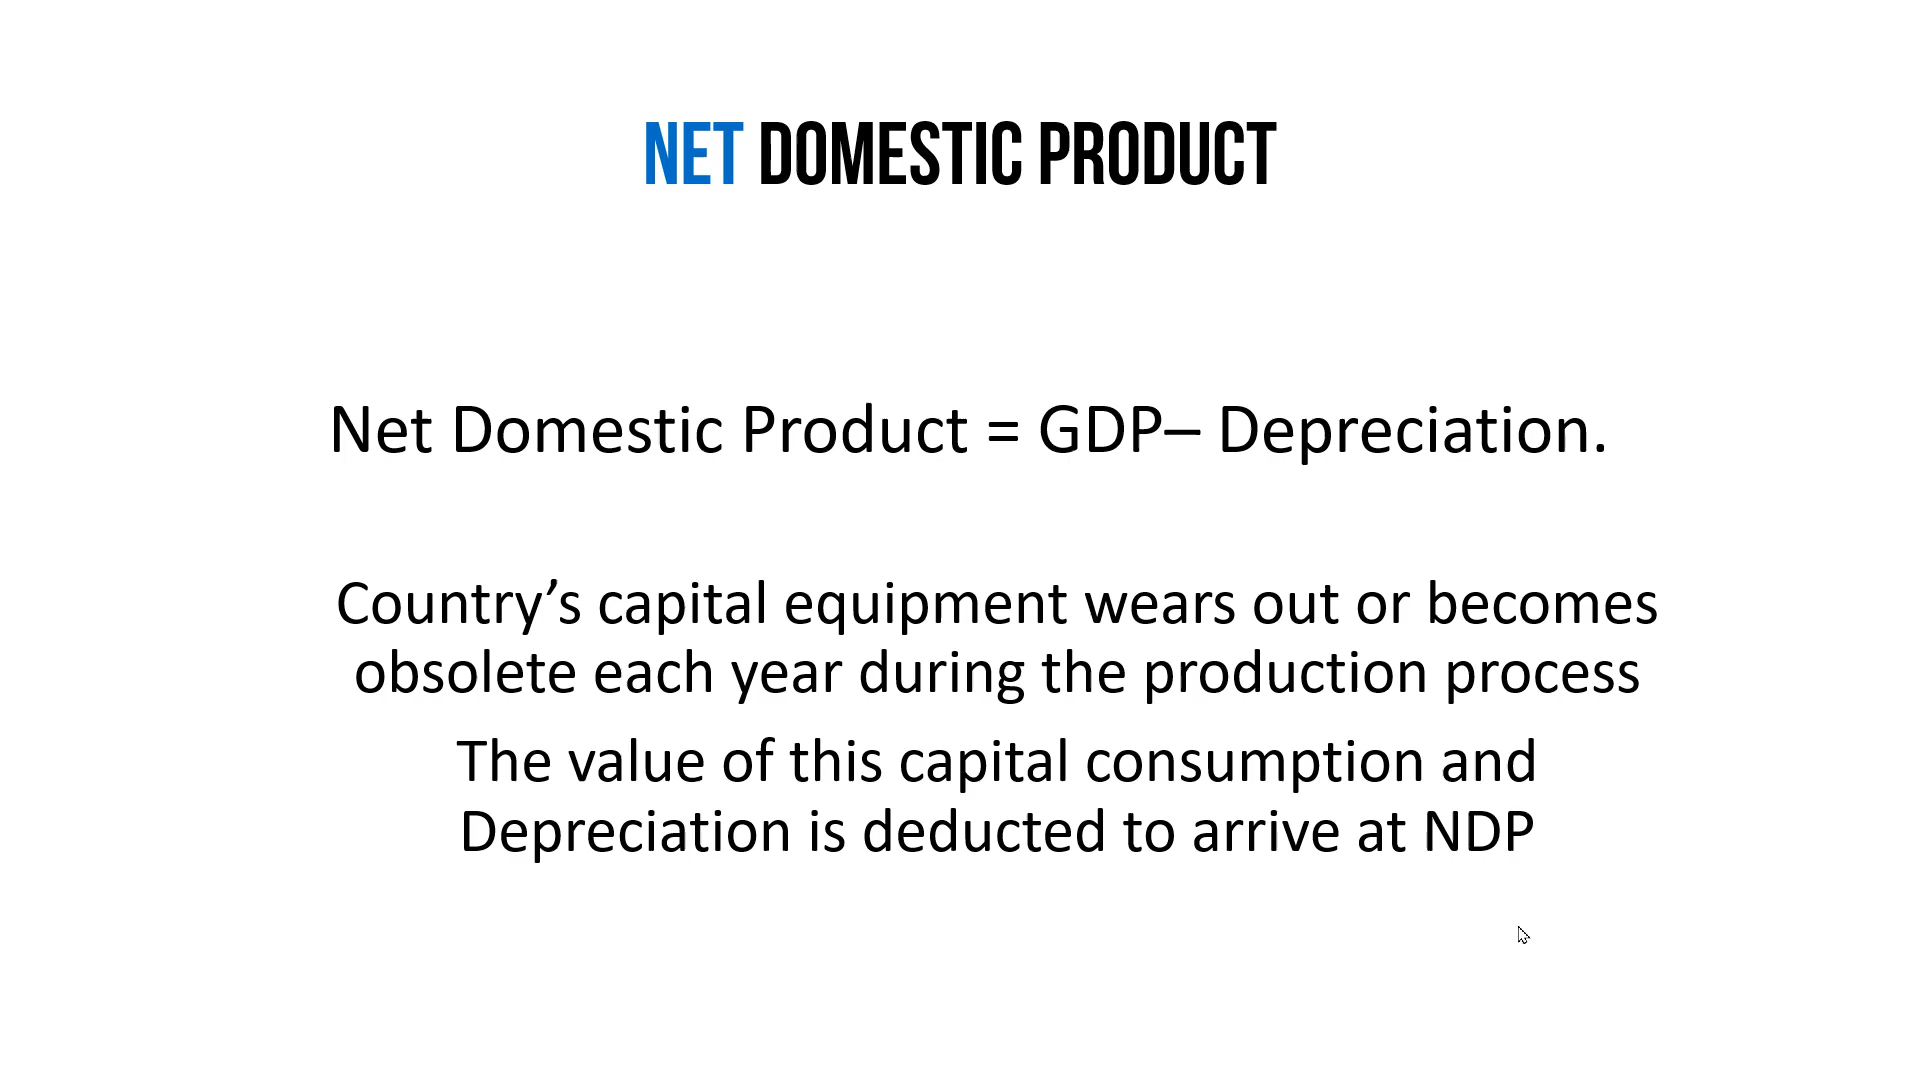 NET DOMESTIC PRODUCT
Net Domestic Product = GDP– Depreciation.
Country’s capital equipment wears out or becomes
obsolete each year during the production process
The value of this capital consumption and
Depreciation is deducted to arrive at NDP